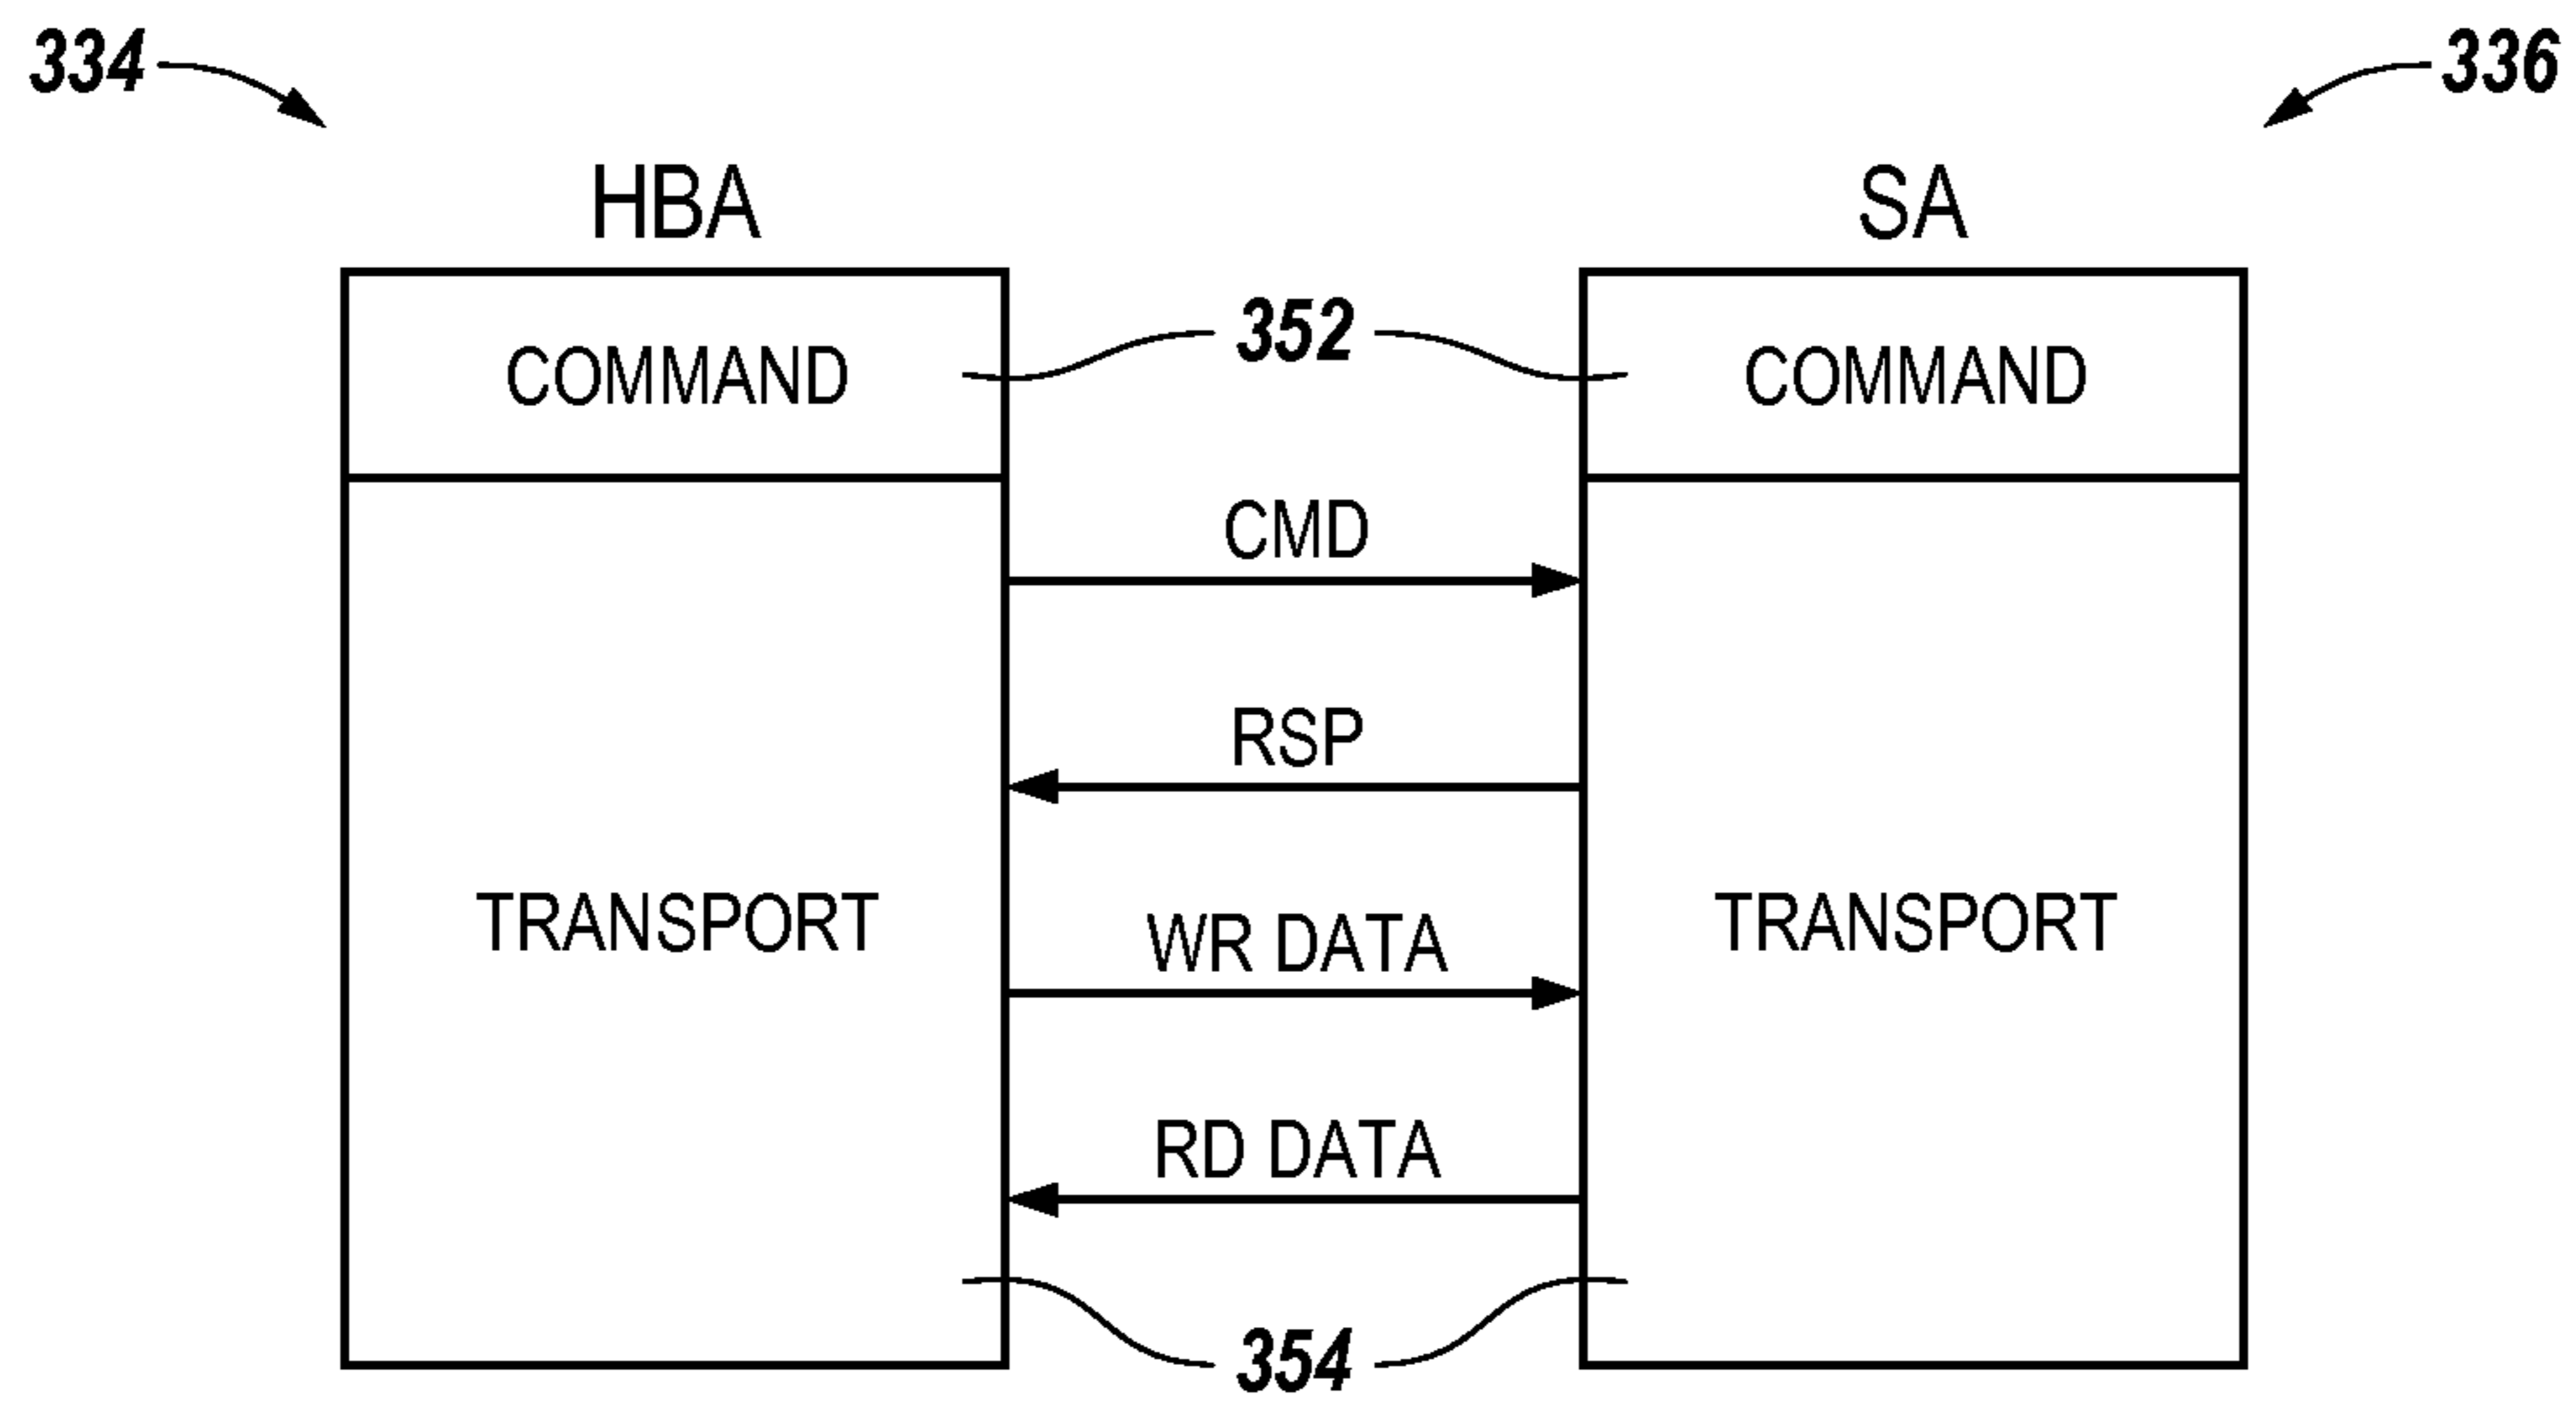 334
336
HBA
SA
352
COMMAND
COMMAND
CMD
RSP
TRANSPORT
WR DATA
TRANSPORT
RD DATA
354